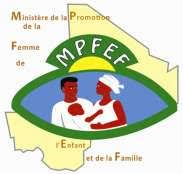 Ministère de la Promotion
de la
Femme
de
MPFEF
l'Enfant
et de la Famille